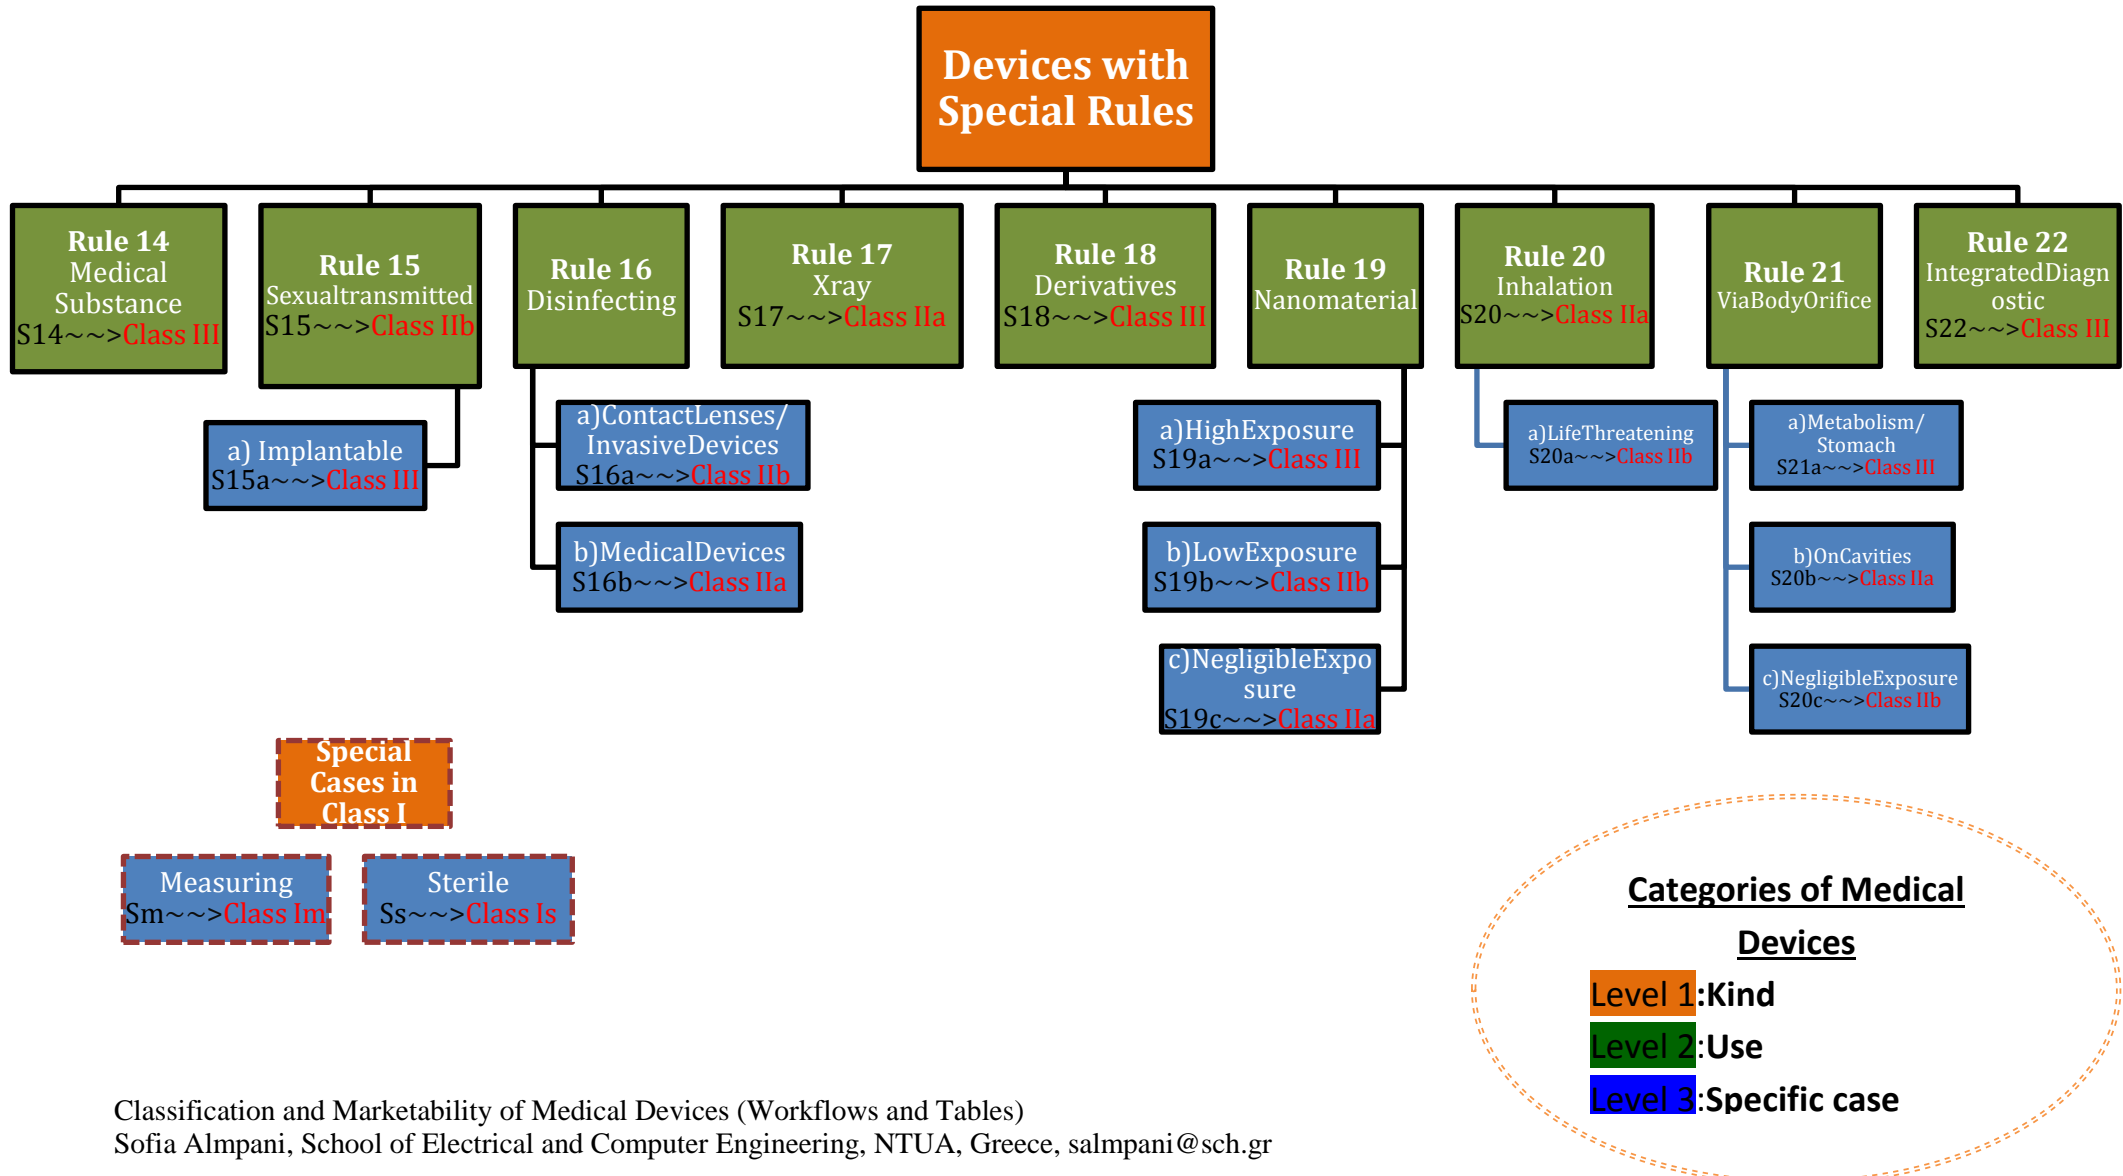 Devices with
Special Rules
Rule 14
Medical
Substance
S14~~>Class III
Rule 15
Sexualtransmitted
S15~~>Class IIb
Rule 16
Disinfecting
Rule 17
Xray
S17~~>Class IIa
Rule 18
Derivatives
S18~~>Class III
Rule 19
Nanomaterial
Rule 20
Inhalation
S20~~>Class IIa
Rule 21
ViaBodyOrifice
Rule 22
IntegratedDiagn
ostic
S22~~>Class III
a) Implantable
S15a~~>Class III
a)ContactLenses/
InvasiveDevices
S16a~~>Class IIb
b)MedicalDevices
S16b~~>Class IIa
a)HighExposure
S19a~~>Class III
b)LowExposure
S19b~~>Class IIb
c)NegligibleExpo
sure
S19c~~>Class IIa
a)LifeThreatening
S20a~~>Class IIb
a)Metabolism/
Stomach
S21a~~>Class III
b)OnCavities
S20b~~>Class IIa
c)NegligibleExposure
S20c~~>Class IIb
Special
Cases in
Class I
Measuring
Sm~~>Class Im
Sterile
Ss~~>Class Is
Categories of Medical
Devices
Level 1:Kind
Level 2:Use
Level 3:Specific case
Classification and Marketability of Medical Devices (Workflows and Tables)
Sofia Almpani, School of Electrical and Computer Engineering, NTUA, Greece, salmpani@sch.gr